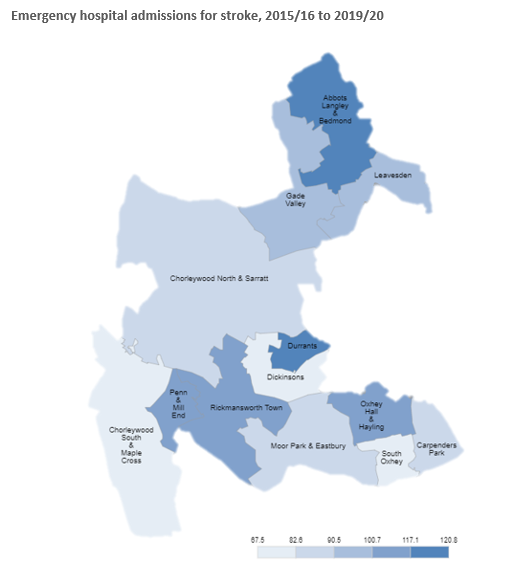 Emergency hospital admissions for stroke, 2015/16 to 2019/20
Abbots
Langley
&
Bedmond
Leavesden
Gade
Valley
Chorleywood North & Sarratt
Durrants
Dickinsons
Penn
&
Mill
End
Rickmansworth Town
Oxhey
Hall
&
Hayling
Chorleywood
South
&
Maple
Cross
Moor Park & Eastbury
Carpenders
Park
South
Oxhey
67.5 82.6 90.5 100.7 117.1 120.8